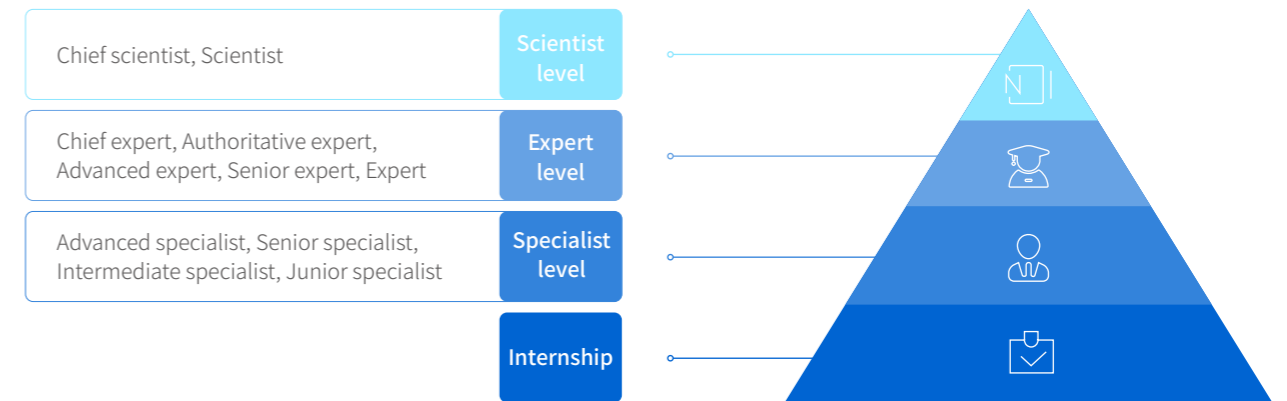 Chief scientist, Scientist
Scientist
level
Chief expert, Authoritative expert,
Advanced expert, Senior expert, Expert
Expert
level
Advanced specialist, Senior specialist,
Intermediate specialist, Junior specialist
Specialist
level
Internship
N